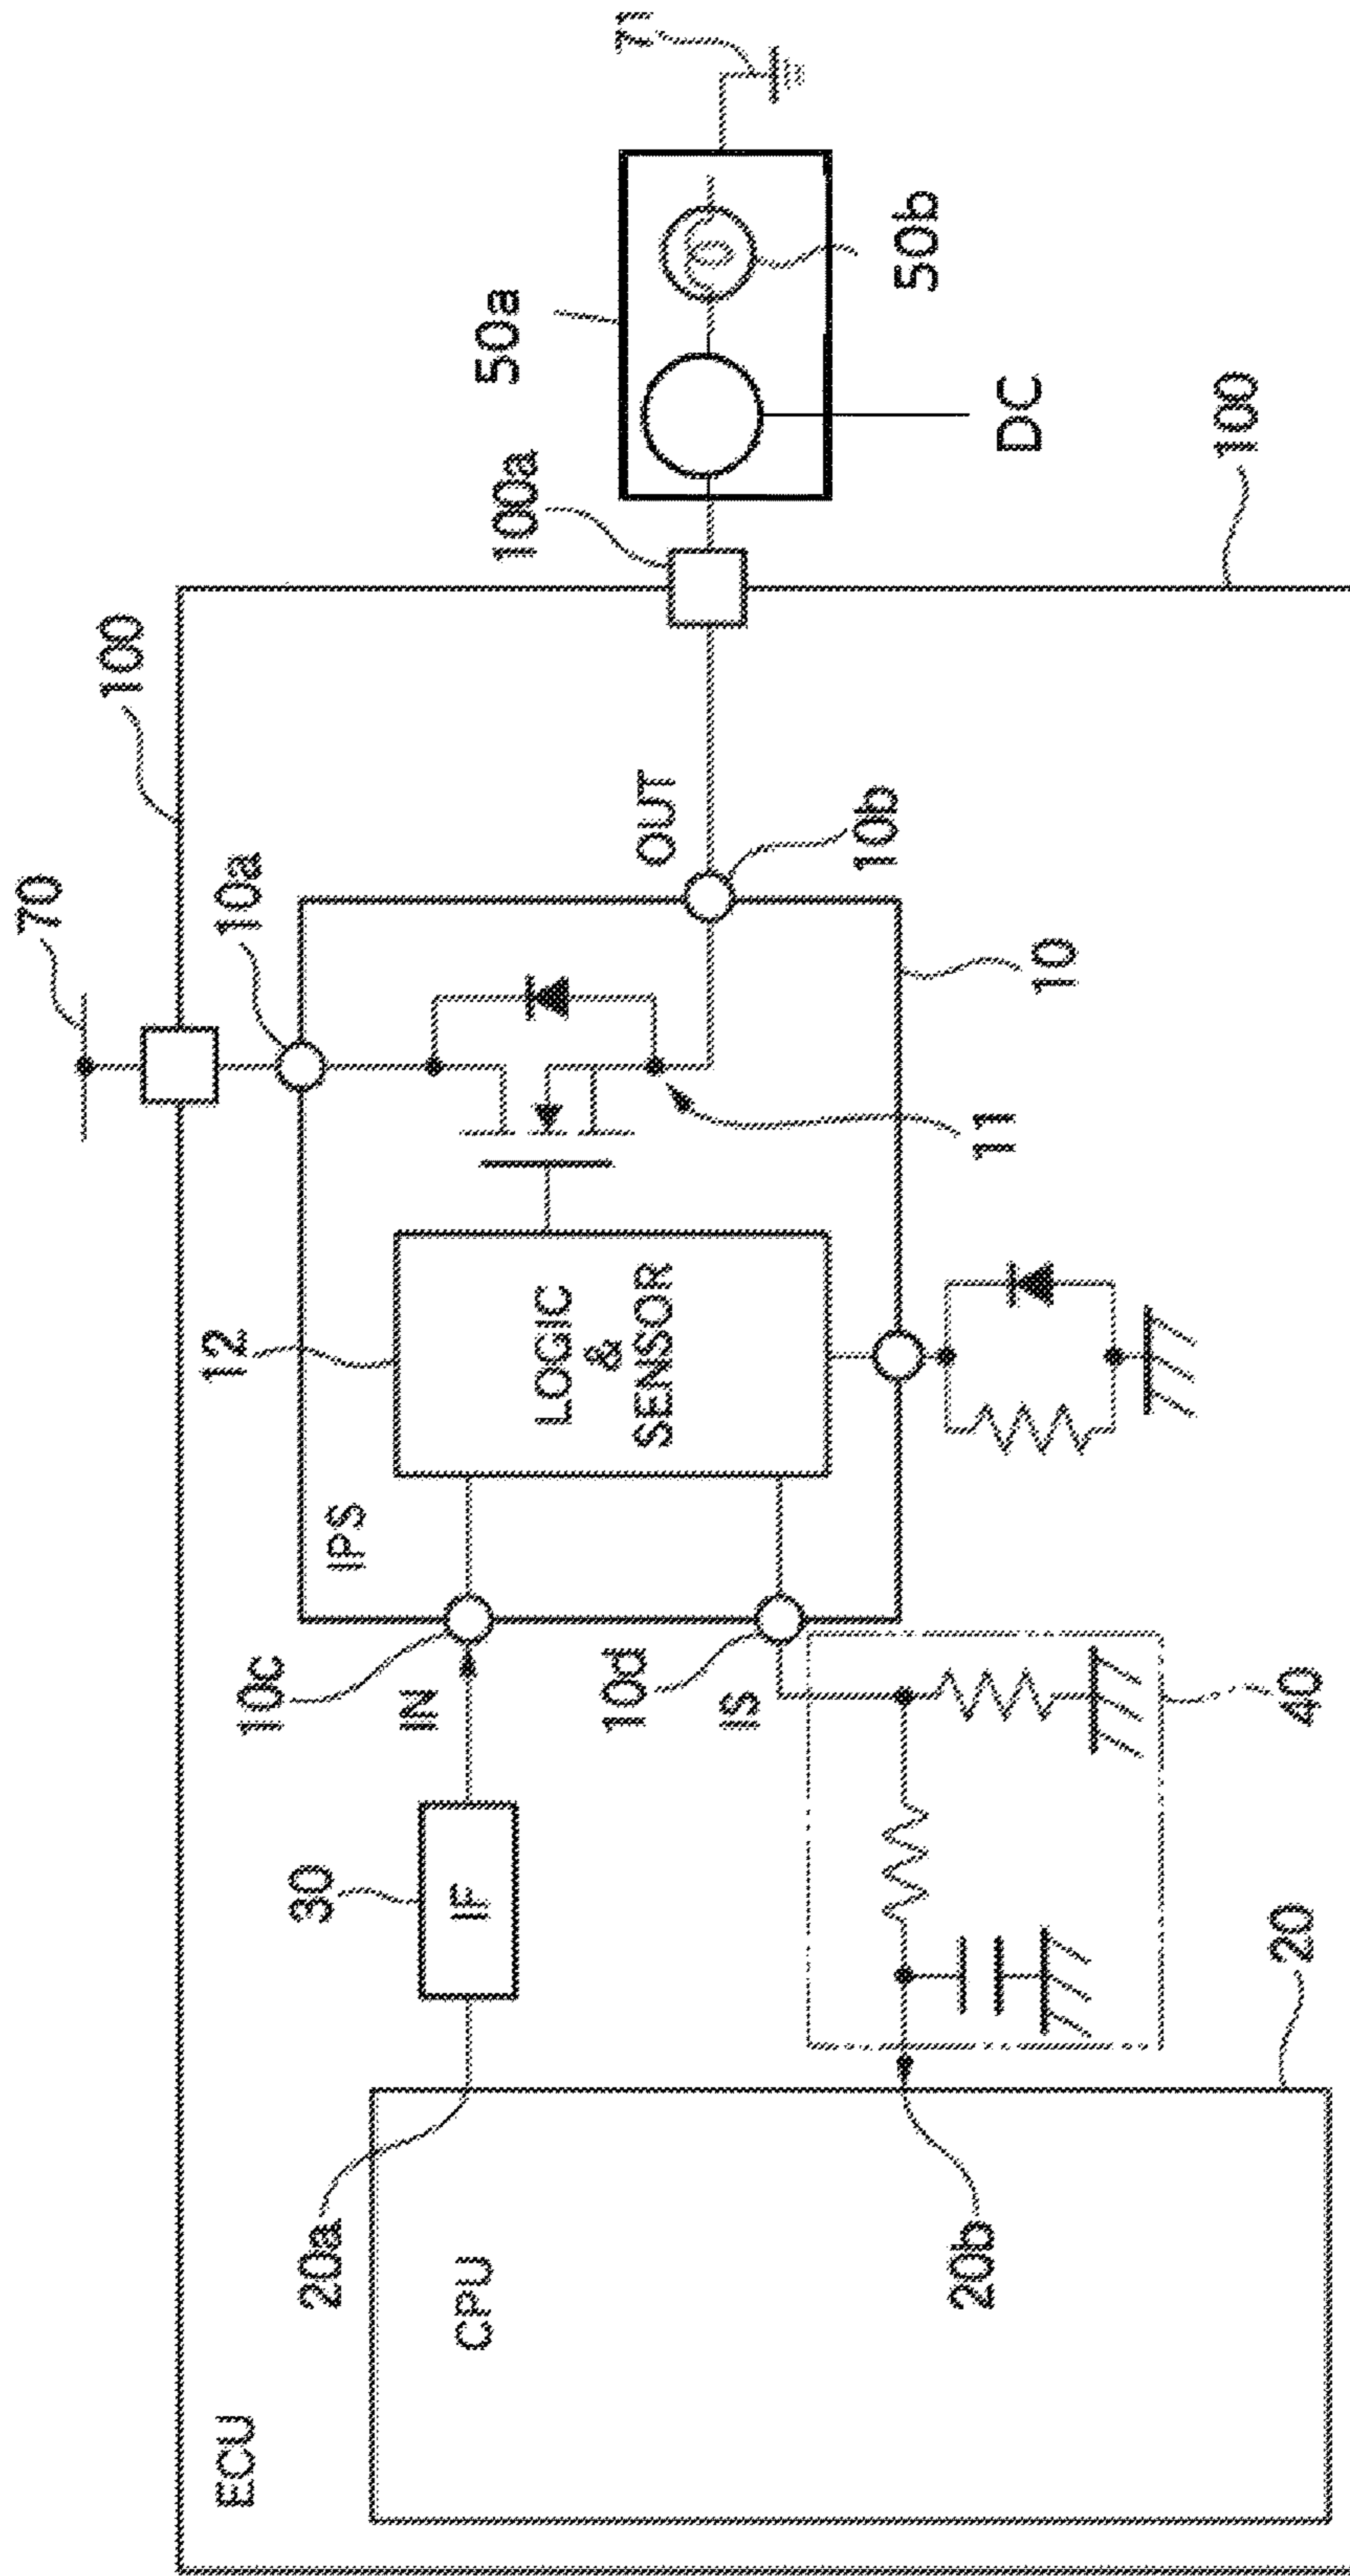 70
100
10a
ECU
12
IPS
10c
30
20a
IN
IF
CPU
LOGIC
&
SENSOR
OUT
100a
50a
71
10d
IS
10b
50b
11
10
DC
20b
40
20
100